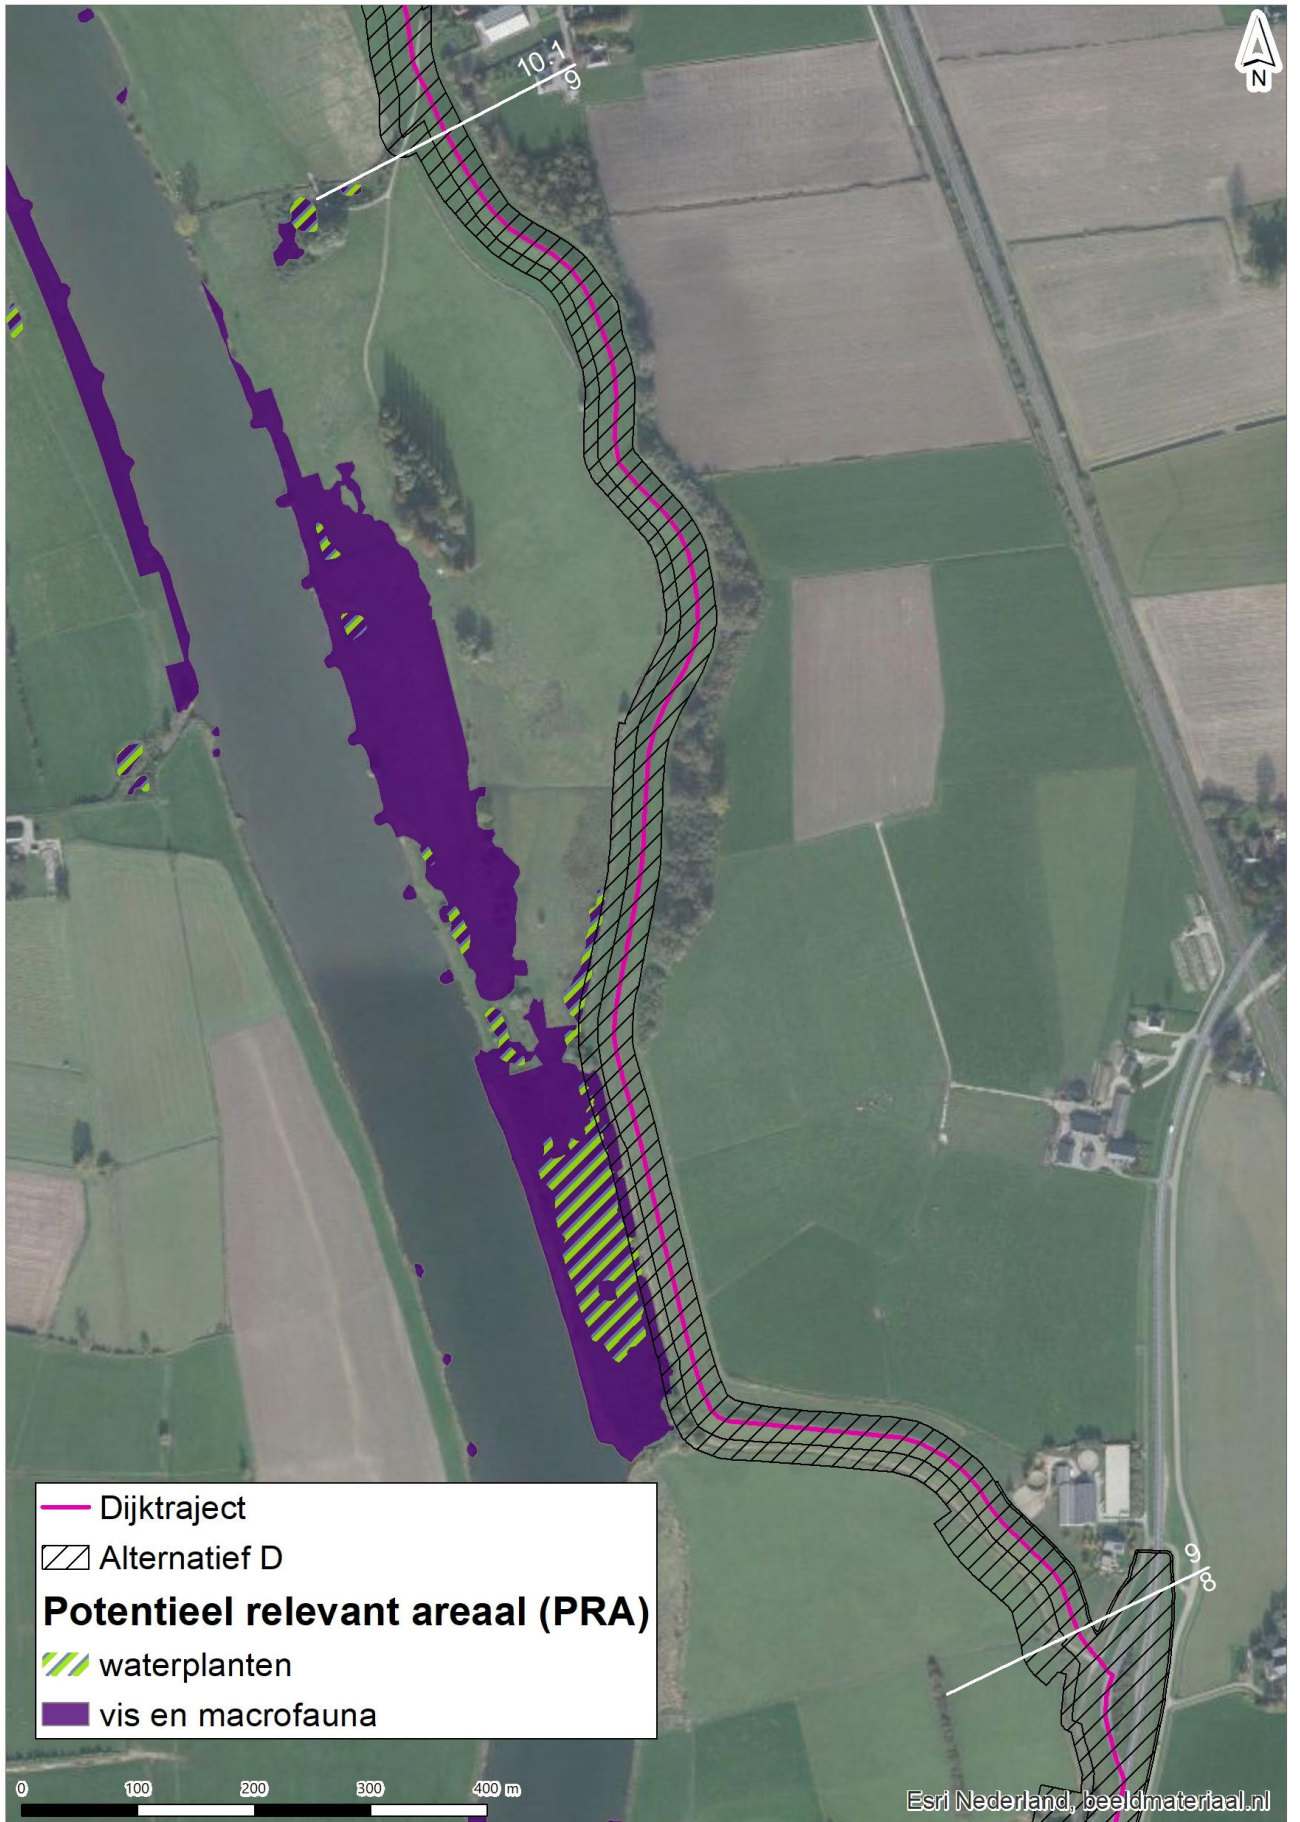 N
10.1
9
9
8
Dijktraject
Alternatief D
Potentieel relevant areaal (PRA)
waterplanten
vis en macrofauna
0 100 200 300 400 m
Esri Nederland, beeldmateriaal.nl